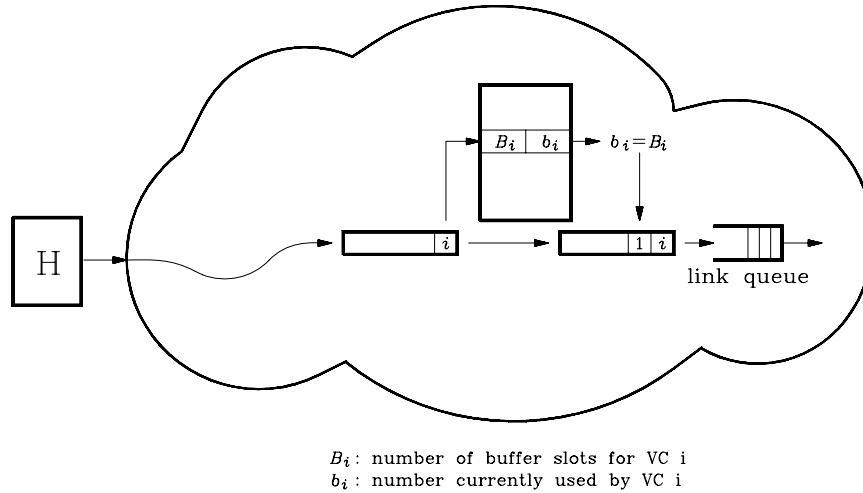 B_i b_i b_i=B_i
H
i 1 i
link queue
B_i: number of buffer slots for VC i
b_i: number currently used by VC i